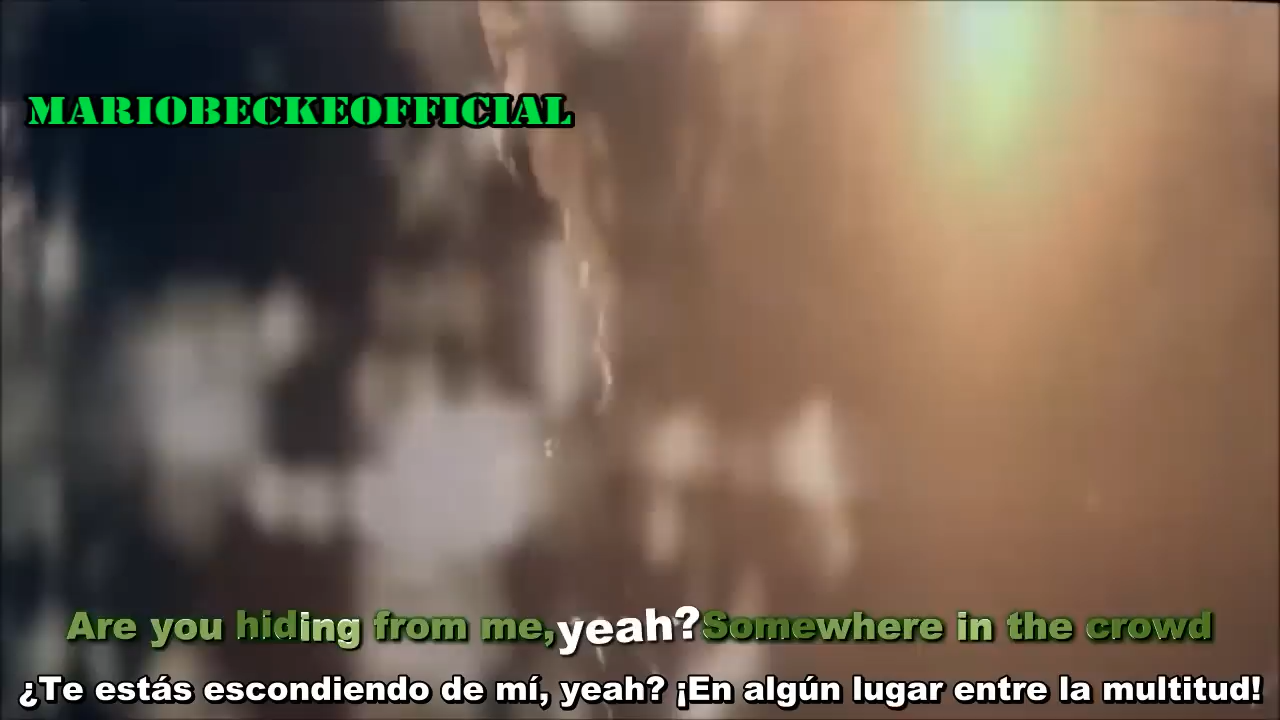 MARIOBECKEOFFICIAL
Are you hiding from me,yeah?Somewhere in the crowd
¿Te estás escondiendo de mí, yeah? ¡En algún lugar entre la multitud!